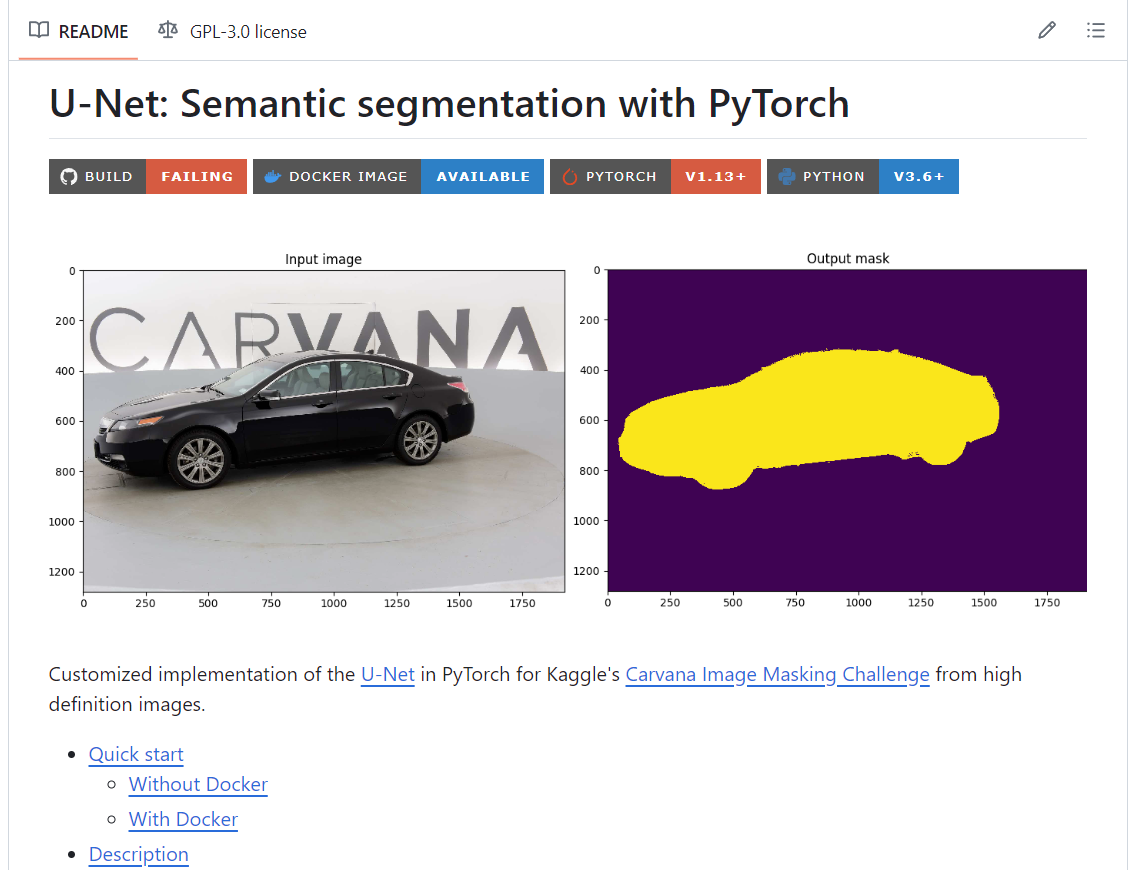 README GPL-3.0 license
U-Net: Semantic segmentation with PyTorch
BUILD FAILING DOCKER IMAGE AVAILABLE PYTORCH V1.13+ PYTHON V3.6+
Input image
0
200
400
600
800
1000
1200
0 250 500 750 1000 1250 1500 1750
CARVANA
Output mask
0
200
400
600
800
1000
1200
0 250 500 750 1000 1250 1500 1750
Customized implementation of the U-Net in PyTorch for Kaggle's Carvana Image Masking Challenge from high
definition images.
Quick start
Without Docker
With Docker
Description